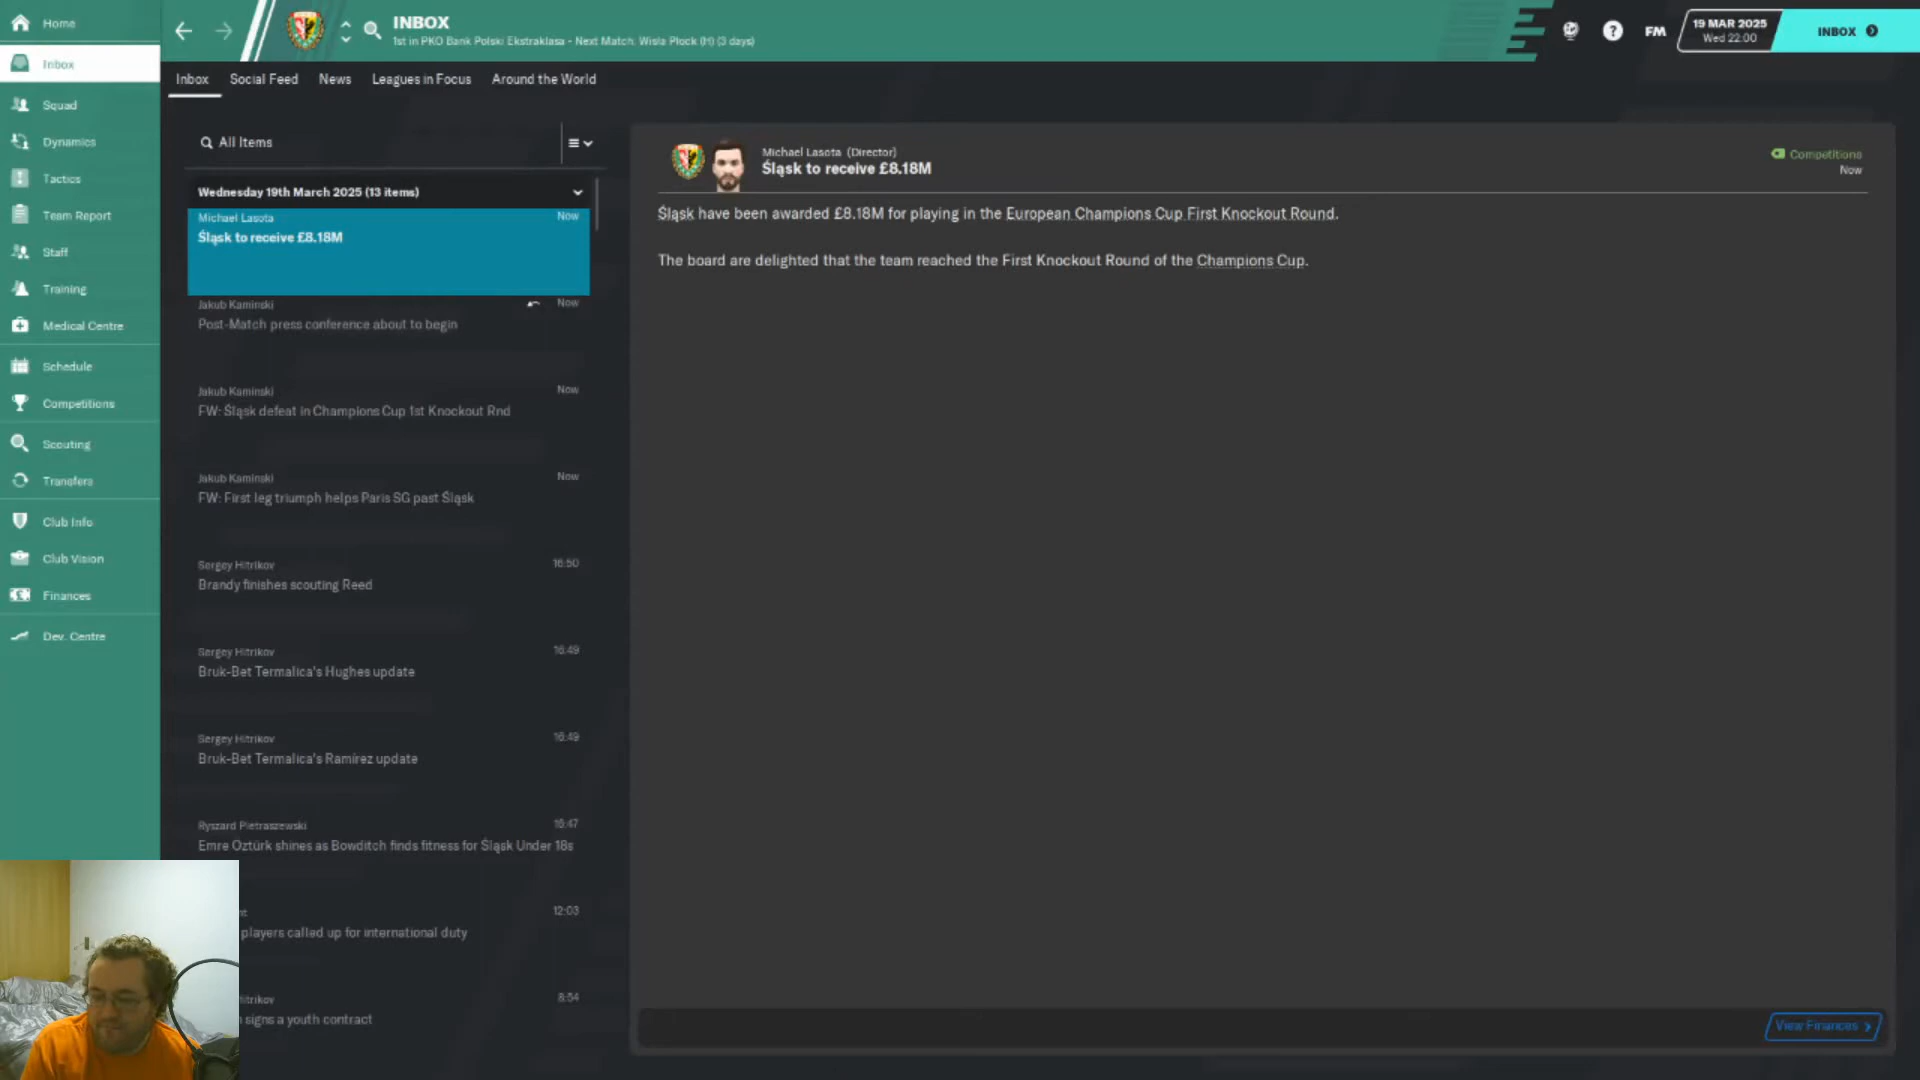 Home
Inbox
Squad
Dynamics
Tactics
Team Report
Staff
Training
Medical Centre
Schedule
Competitions
Scouting
Transfers
Club Info
Club Vision
Finances
Dev. Centre
INBOX
1st in PKO Bank Polski Ekstraklasa - Next Match: Wisla Plock (H) (3 days)
FM
19 MAR 2025
Wed 22:00
INBOX
Inbox Social Feed News Leagues in Focus Around the World
All Items
Wednesday 19th March 2025 (13 items)
Michael Lasota Now
Śląsk to receive £8.18M
Jakub Kaminski Now
Post-Match press conference about to begin
Jakub Kaminski Now
FW: Śląsk defeat in Champions Cup 1st Knockout Rnd
Jakub Kaminski Now
FW: First leg triumph helps Paris SG past Śląsk
Sergey Hitrikov 16:50
Brandy finishes scouting Reed
Sergey Hitrikov 16:49
Bruk-Bet Termalica's Hughes update
Sergey Hitrikov 16:49
Bruk-Bet Termalica's Ramírez update
Ryszard Pietraszewski 16:47
Emre Öztürk shines as Bowditch finds fitness for Śląsk Under 18s
12:03
players called up for international duty
8:54
signs a youth contract
Michael Lasota (Director)
Śląsk to receive £8.18M
Competitions
Now
Śląsk have been awarded £8.18M for playing in the European Champions Cup First Knockout Round.
The board are delighted that the team reached the First Knockout Round of the Champions Cup.
View Finances